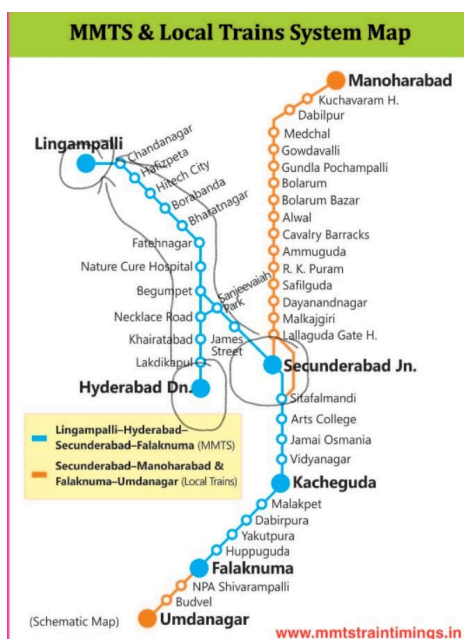 MMTS & Local Trains System Map
Manoharabad
Kuchavaram H.
Dabilpur
Medchal
Gowdavalli
Gundla Pochampalli
Bolarum
Bolarum Bazar
Alwal
Cavalry Barracks
Ammuguda
R. K. Puram
Safilguda
Dayanandnagar
Malkajgiri
Lallaguda Gate H.
Lingampalli
Chandanagar
Hafizpeta
Hitech City
Borabanda
Bharatnagar
Fatehnagar
Nature Cure Hospital
Begumpet
Sanjeevaiah
Park
Necklace Road
James
Street
Khairatabad
Lakdikapul
Hyderabad Dn.
Secunderabad Jn.
Sitafalmandi
Arts College
Jamai Osmania
Vidyanagar
Kacheguda
Malakpet
Dabirpura
Yakutpura
Huppuguda
Falaknuma
NPA Shivarampalli
Budvel
Umdanagar
Lingampalli–Hyderabad–
Secunderabad–Falaknuma (MMTS)
Secunderabad–Manoharabad &
Falaknuma–Umdanagar (Local Trains)
(Schematic Map)
www.mmtstraintimings.in